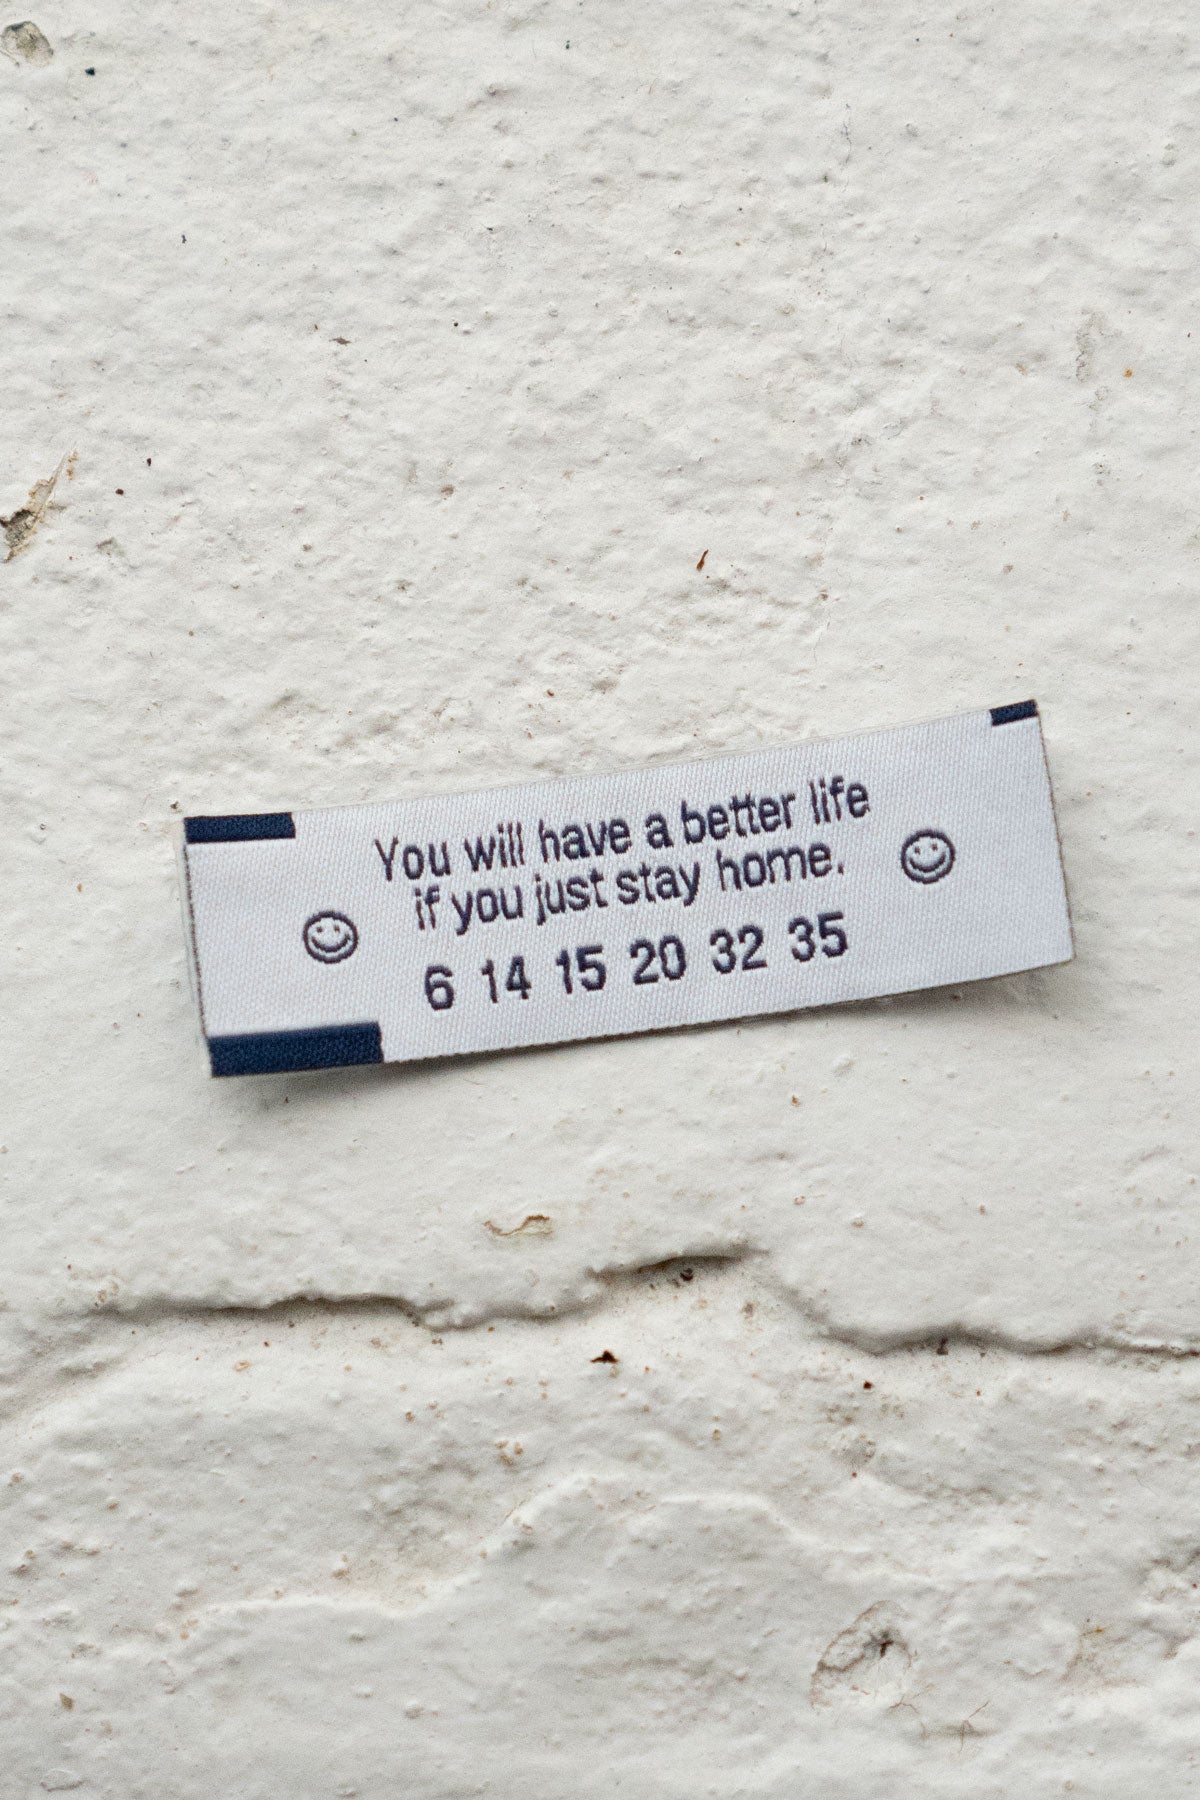 You will have a better life
if you just stay home.
6 14 15 20 32 35